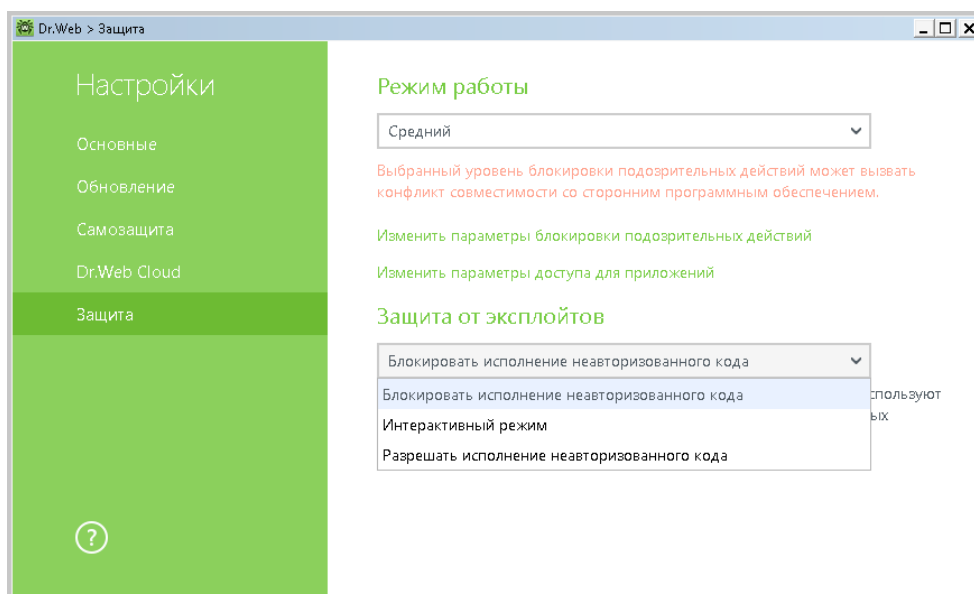 Dr.Web > Защита
Настройки
Основные
Обновление
Самозащита
Dr.Web Cloud
Защита
?
Режим работы
Средний
Выбранный уровень блокировки подозрительных действий может вызвать
конфликт совместимости со сторонним программным обеспечением.
Изменить параметры блокировки подозрительных действий
Изменить параметры доступа для приложений
Защита от эксплойтов
Блокировать исполнение неавторизованного кода
Блокировать исполнение неавторизованного кода
Интерактивный режим
Разрешать исполнение неавторизованного кода